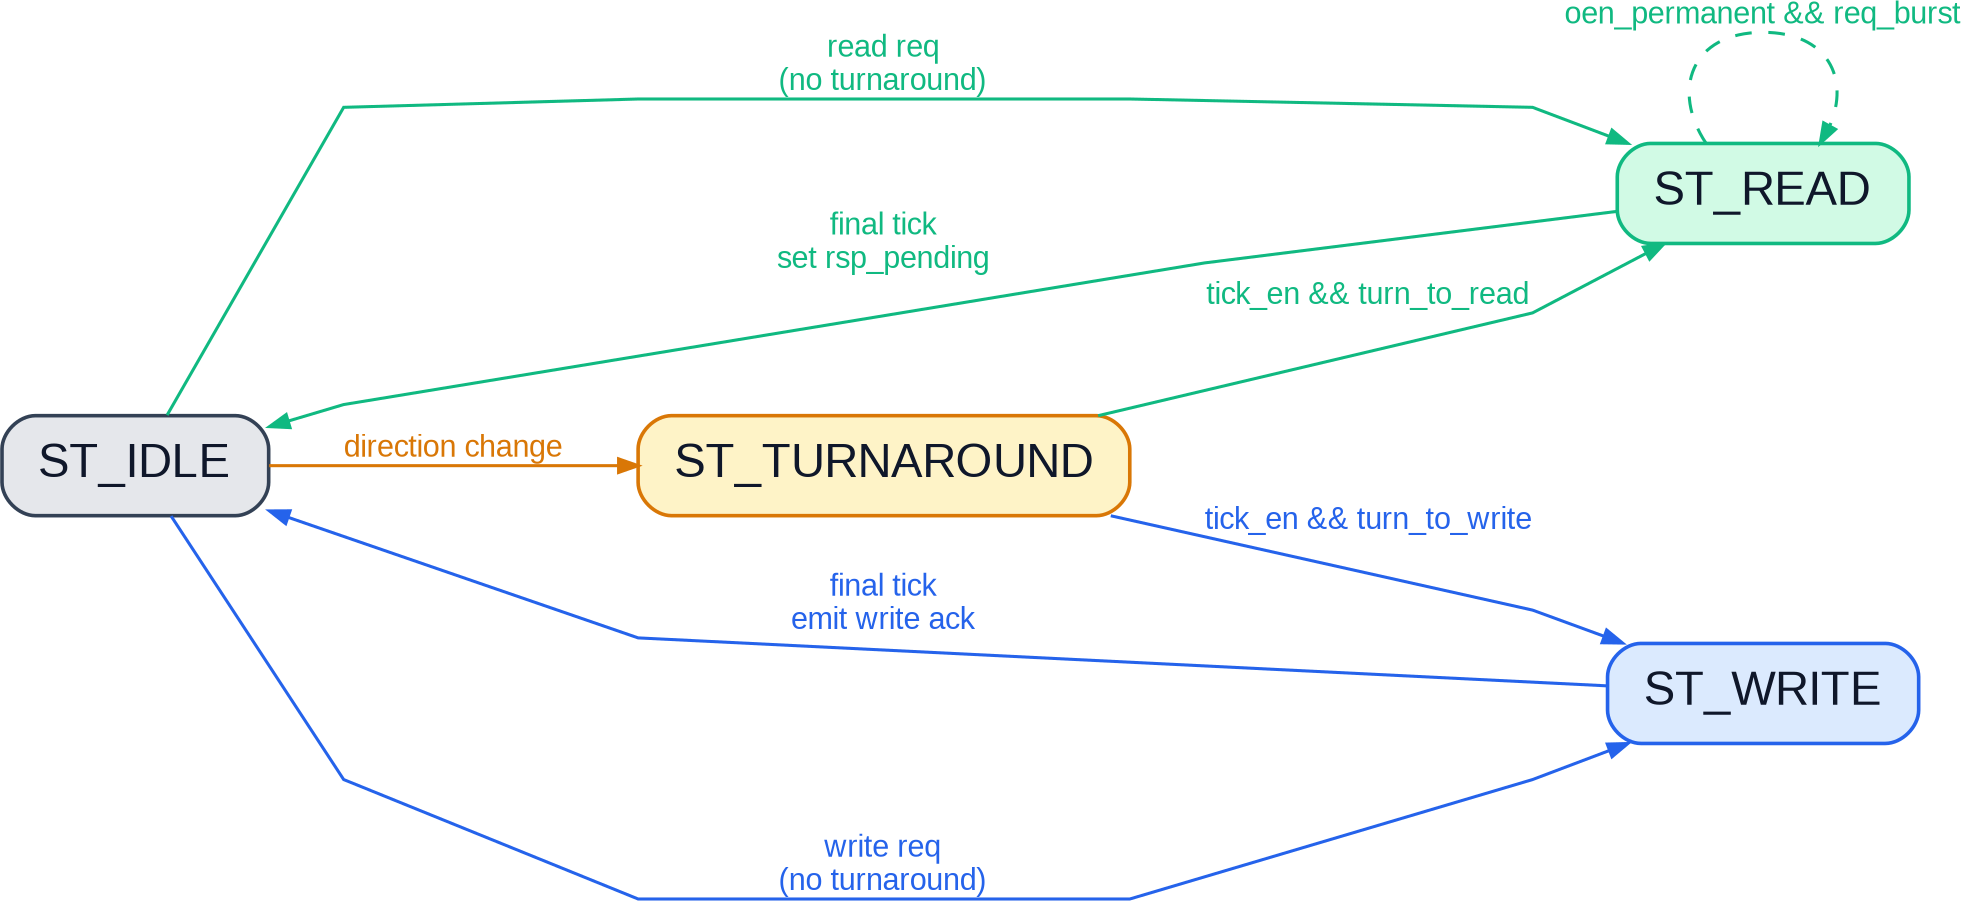 oen_permanent && req_burst
read req
(no turnaround)
ST_READ
final tick
set rsp_pending
tick_en && turn_to_read
direction change
ST_IDLE
ST_TURNAROUND
tick_en && turn_to_write
final tick
emit write ack
ST_WRITE
write req
(no turnaround)